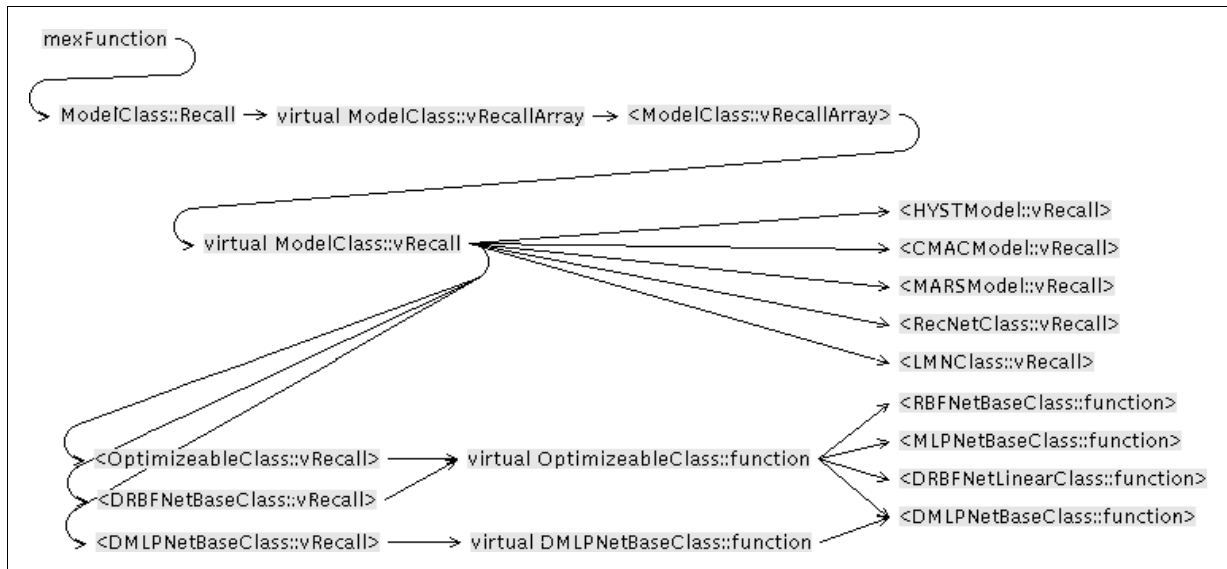 mexFunction
ModelClass::Recall
virtual ModelClass::vRecallArray
<ModelClass::vRecallArray>
virtual ModelClass::vRecall
<HYSTModel::vRecall>
<CMACModel::vRecall>
<MARSModel::vRecall>
<RecNetClass::vRecall>
<LMNClass::vRecall>
<OptimizeableClass::vRecall>
<DRBFNetBaseClass::vRecall>
<DMLPNetBaseClass::vRecall>
virtual OptimizeableClass::function
virtual DMLPNetBaseClass::function
<RBFNetBaseClass::function>
<MLPNetBaseClass::function>
<DRBFNetLinearClass::function>
<DMLPNetBaseClass::function>